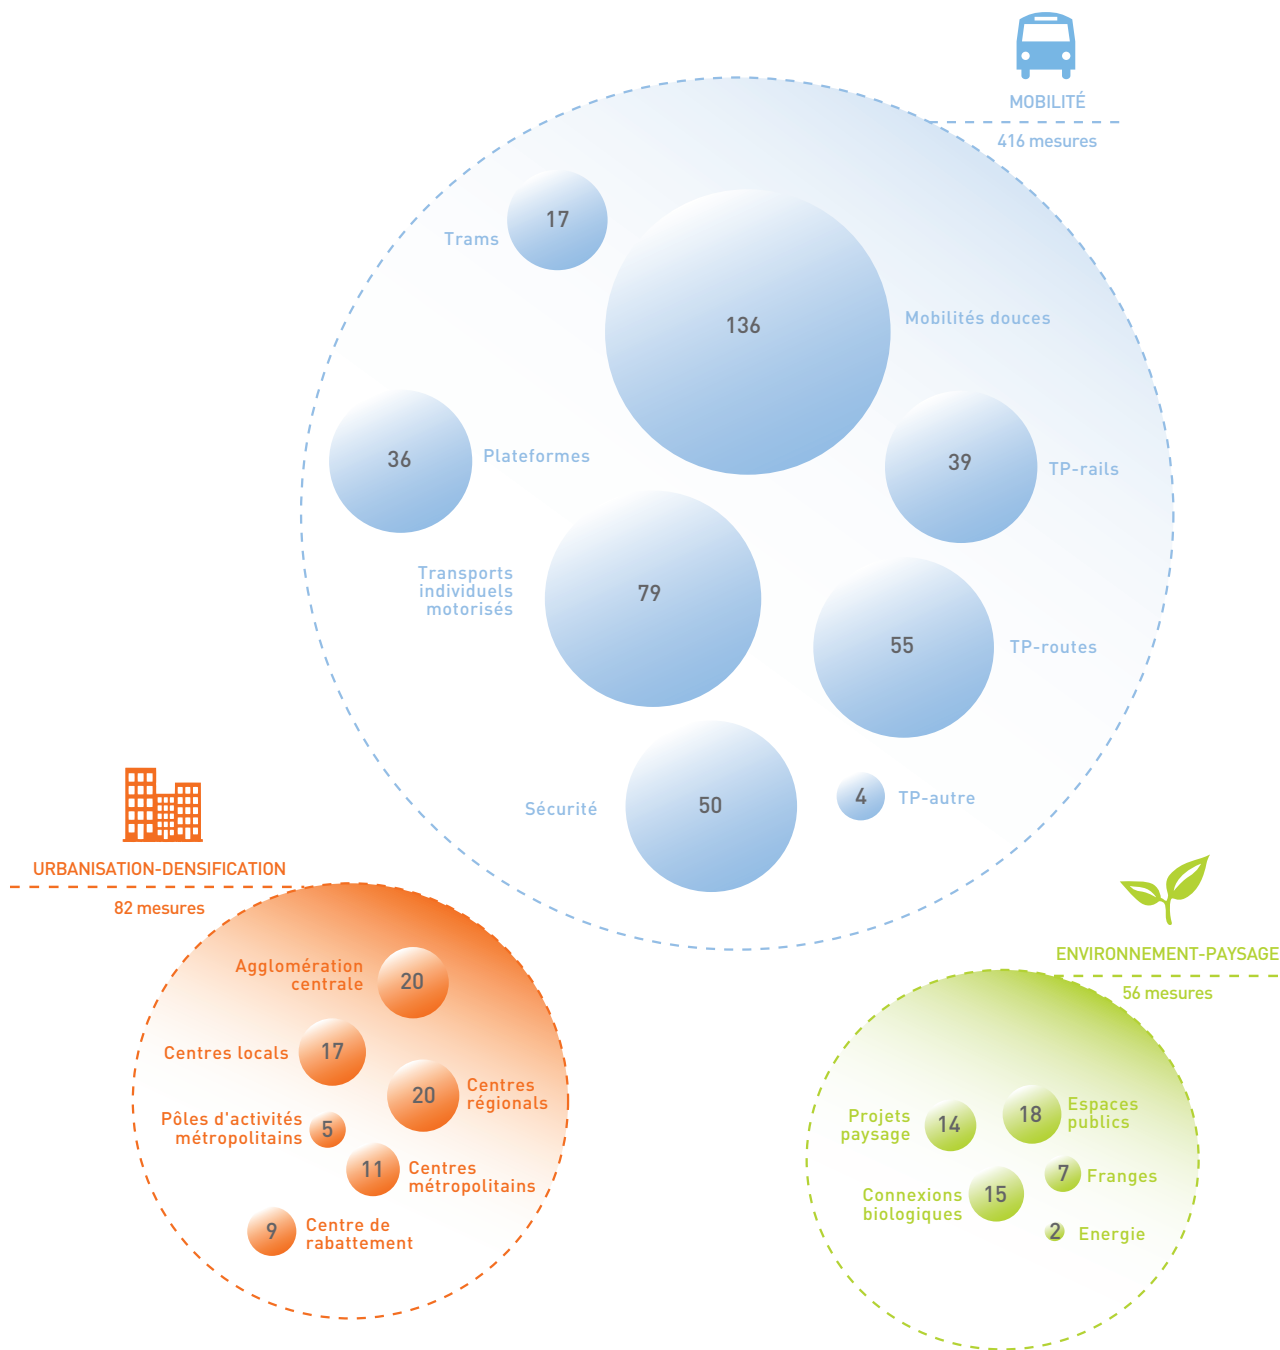 MOBILITÉ
416 mesures
17
Trams
136
Mobilités douces
36
Plateformes
39
TP-rails
79
Transports
individuels
motorisés
55
TP-routes
50
Sécurité
4
TP-autre
URBANISATION-DENSIFICATION
82 mesures
Agglomération
centrale
20
Centres locals
17
20
Centres
régionals
Pôles d'activités
métropolitains
5
11
Centres
métropolitains
9
Centre de
rabattement
ENVIRONNEMENT-PAYSAGE
56 mesures
Projets
paysage
14
18
Espaces
publics
7
Franges
Connexions
biologiques
15
2
Energie